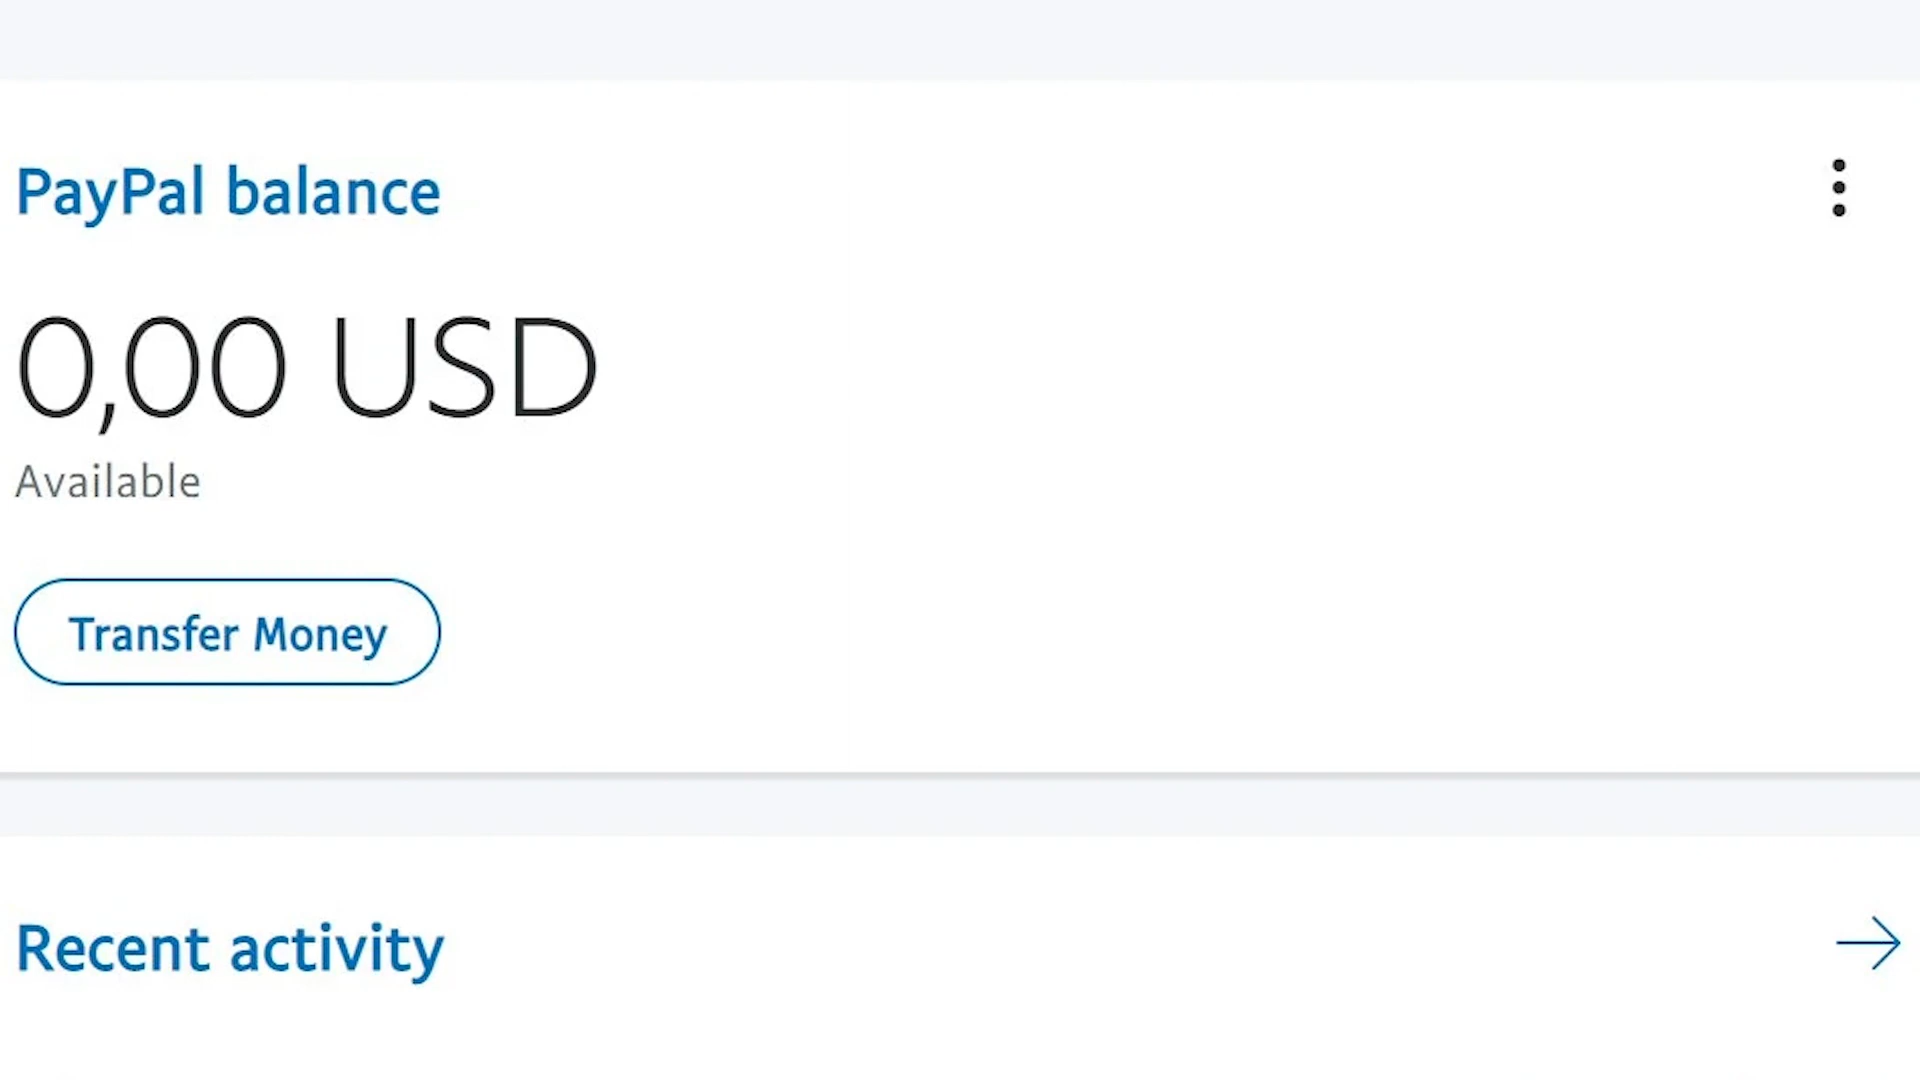 PayPal balance
0,00 USD
Available
Transfer Money
Recent activity